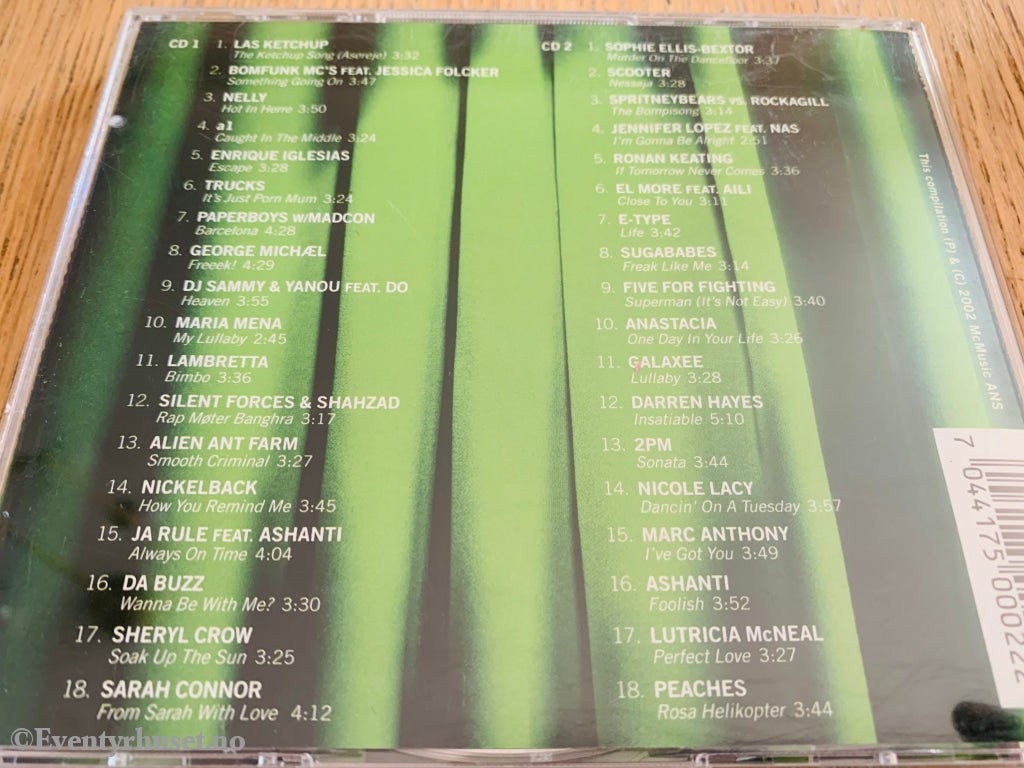 CD 1
1. LAS KETCHUP
The Ketchup Song (Asereje) 3:32
2. BOMFUNK MC'S FEAT. JESSICA FOLCKER
Something Going On 3:47
3. NELLY
Hot In Herre 3:50
4. a1
Caught In The Middle 3:24
5. ENRIQUE IGLESIAS
Escape 3:28
6. TRUCKS
It's Just Porn Mum 3:24
7. PAPERBOYS w/MADCON
Barcelona 4:28
8. GEORGE MICHÆL
Freeek! 4:29
9. DJ SAMMY & YANOU FEAT. DO
Heaven 3:55
10. MARIA MENA
My Lullaby 2:45
11. LAMBRETTA
Bimbo 3:36
12. SILENT FORCES & SHAHZAD
Rap Møter Banghra 3:17
13. ALIEN ANT FARM
Smooth Criminal 3:27
14. NICKELBACK
How You Remind Me 3:45
15. JA RULE FEAT. ASHANTI
Always On Time 4:04
16. DA BUZZ
Wanna Be With Me? 3:30
17. SHERYL CROW
Soak Up The Sun 3:25
18. SARAH CONNOR
From Sarah With Love 4:12
CD 2
1. SOPHIE ELLIS-BEXTOR
Murder On The Dancefloor 3:37
2. SCOOTER
Nessaja 3:28
3. SPRITNEYBEARS vs. ROCKAGILL
The Bompisong 3:14
4. JENNIFER LOPEZ FEAT. NAS
I'm Gonna Be Alright 2:51
5. RONAN KEATING
If Tomorrow Never Comes 3:36
6. EL MORE FEAT. AILI
Close To You 3:11
7. E-TYPE
Life 3:42
8. SUGABABES
Freak Like Me 3:14
9. FIVE FOR FIGHTING
Superman (It's Not Easy) 3:40
10. ANASTACIA
One Day In Your Life 3:26
11. GALAXEE
Lullaby 3:28
12. DARREN HAYES
Insatiable 5:10
13. 2PM
Sonata 3:44
14. NICOLE LACY
Dancin' On A Tuesday 3:57
15. MARC ANTHONY
I've Got You 3:49
16. ASHANTI
Foolish 3:52
17. LUTRICIA McNEAL
Perfect Love 3:27
18. PEACHES
Rosa Helikopter 3:44
This compilation (P) & (C) 2002 McMusic ANS
7 044175 000222
©Eventyrhuset.no